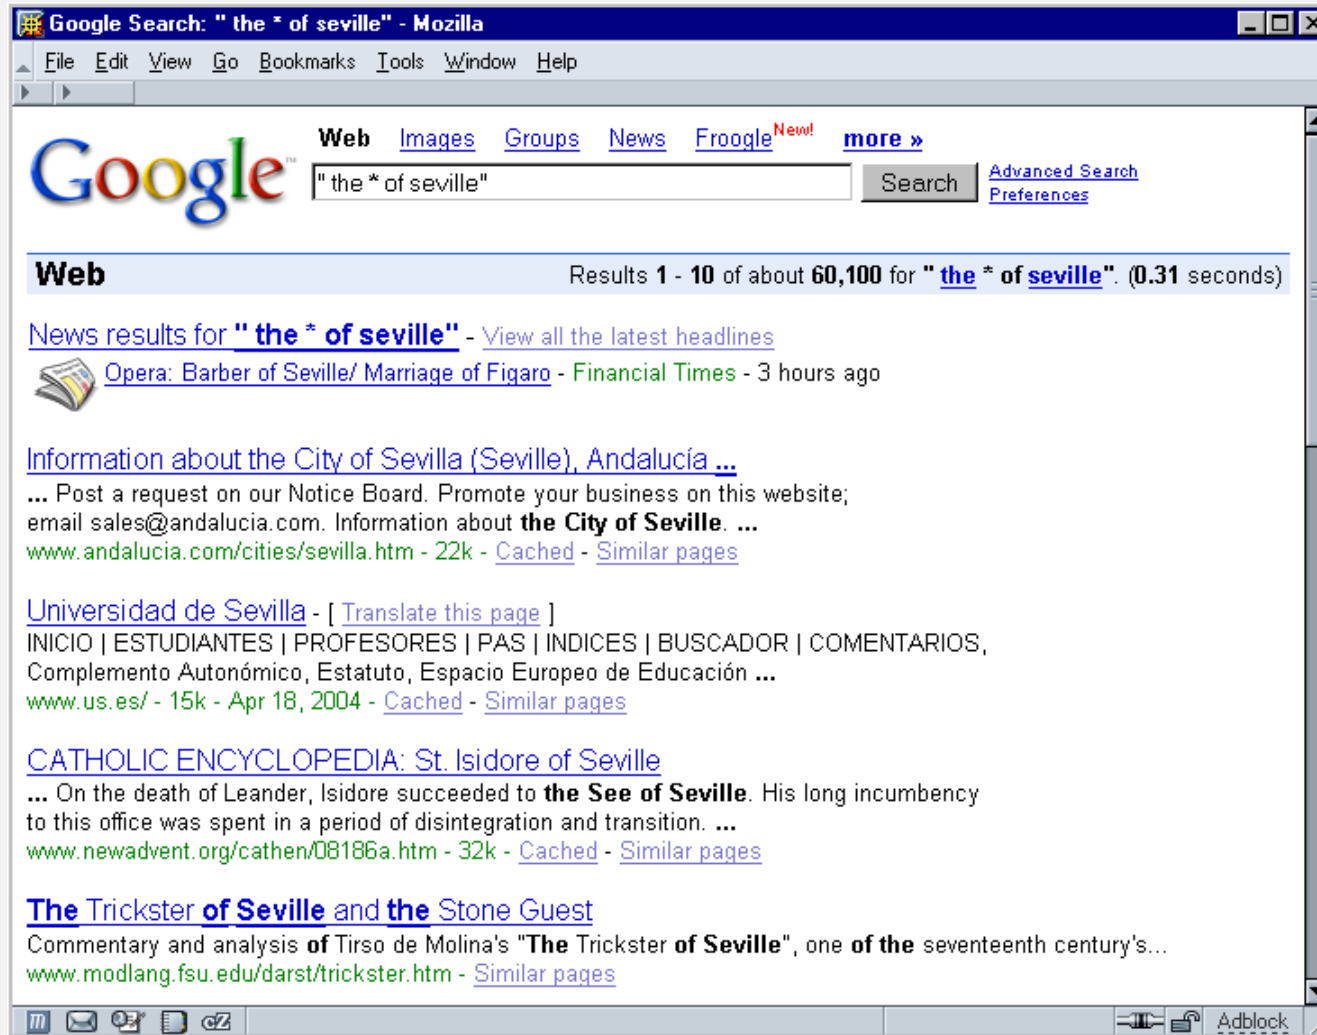 Google Search: " the * of seville" - Mozilla
File Edit View Go Bookmarks Tools Window Help
Google™ Web Images Groups News Froogle New! more »
" the * of seville" Search Advanced Search
Preferences
Web Results 1 - 10 of about 60,100 for " the * of seville". (0.31 seconds)
News results for " the * of seville" - View all the latest headlines
Opera: Barber of Seville/ Marriage of Figaro - Financial Times - 3 hours ago
Information about the City of Sevilla (Seville), Andalucía ...
... Post a request on our Notice Board. Promote your business on this website;
email sales@andalucia.com. Information about the City of Seville. ...
www.andalucia.com/cities/sevilla.htm - 22k - Cached - Similar pages
Universidad de Sevilla - [ Translate this page ]
INICIO | ESTUDIANTES | PROFESORES | PAS | INDICES | BUSCADOR | COMENTARIOS,
Complemento Autonómico, Estatuto, Espacio Europeo de Educación ...
www.us.es/ - 15k - Apr 18, 2004 - Cached - Similar pages
CATHOLIC ENCYCLOPEDIA: St. Isidore of Seville
... On the death of Leander, Isidore succeeded to the See of Seville. His long incumbency
to this office was spent in a period of disintegration and transition. ...
www.newadvent.org/cathen/08186a.htm - 32k - Cached - Similar pages
The Trickster of Seville and the Stone Guest
Commentary and analysis of Tirso de Molina's "The Trickster of Seville", one of the seventeenth century's...
www.modlang.fsu.edu/darst/trickster.htm - Similar pages
m cZ Adblock